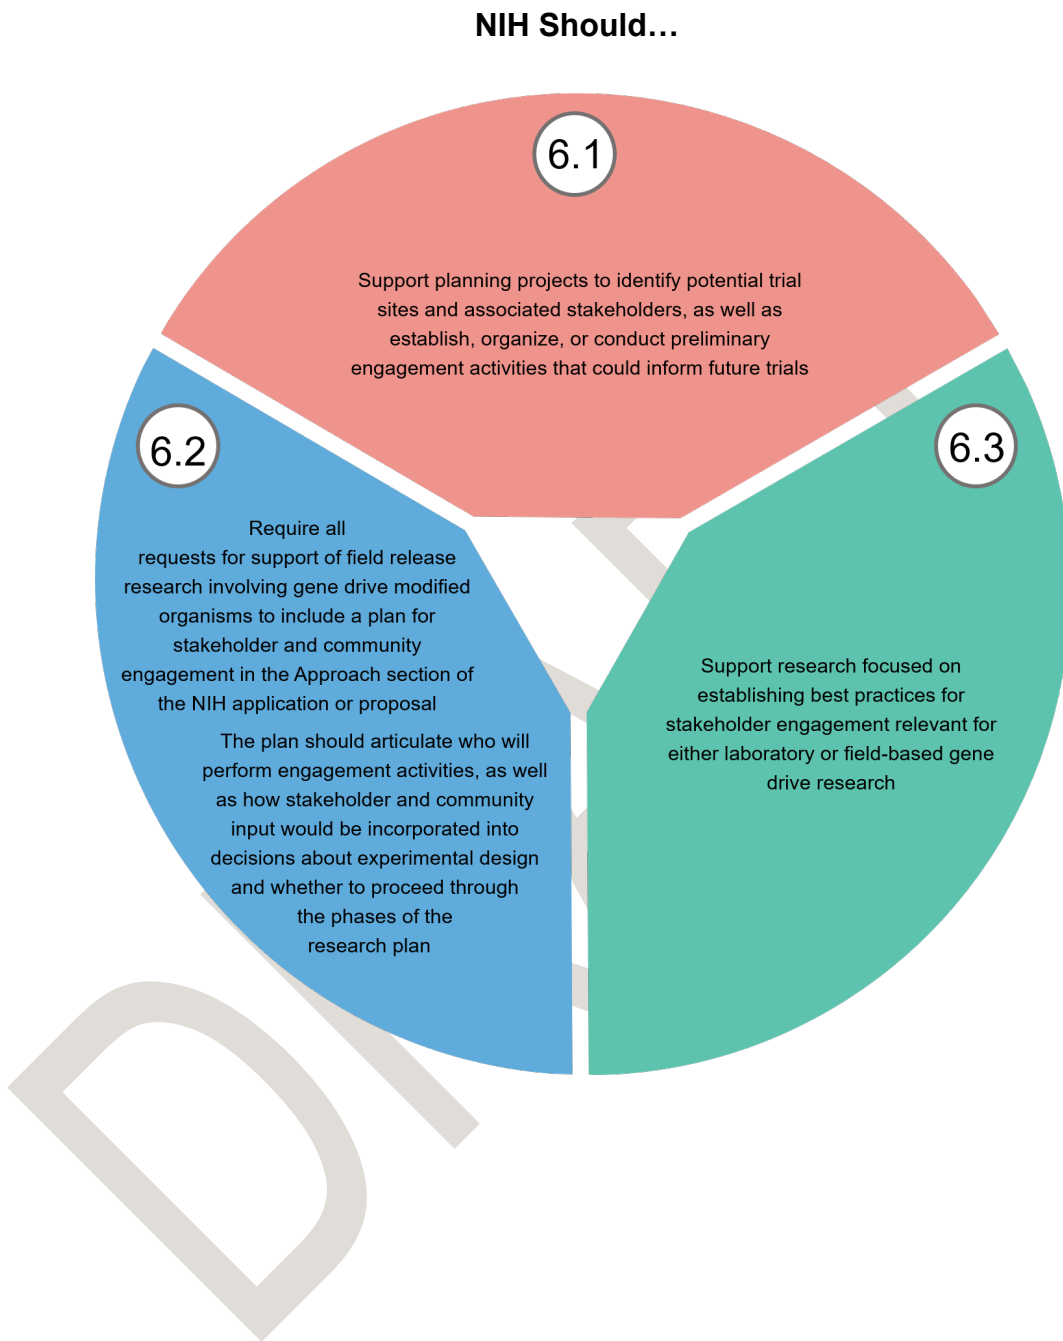 NIH Should…
6.1
Support planning projects to identify potential trial
sites and associated stakeholders, as well as
establish, organize, or conduct preliminary
engagement activities that could inform future trials
6.2
Require all
requests for support of field release
research involving gene drive modified
organisms to include a plan for
stakeholder and community
engagement in the Approach section of
the NIH application or proposal
The plan should articulate who will
perform engagement activities, as well
as how stakeholder and community
input would be incorporated into
decisions about experimental design
and whether to proceed through
the phases of the
research plan
6.3
Support research focused on
establishing best practices for
stakeholder engagement relevant for
either laboratory or field-based gene
drive research